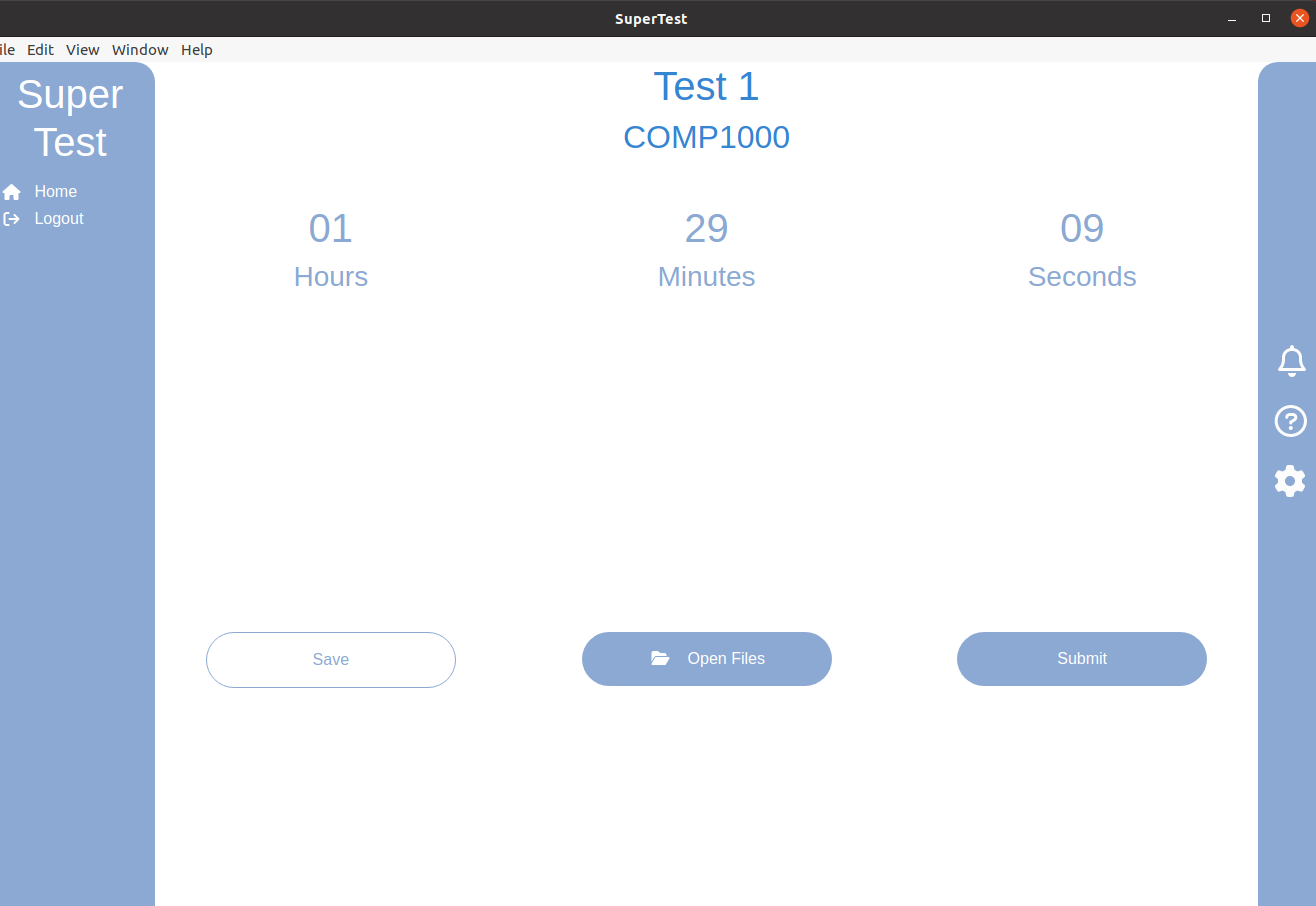 SuperTest
ile Edit View Window Help
Super
Test
Home
Logout
Test 1
COMP1000
01 29 09
Hours Minutes Seconds
Save Open Files Submit